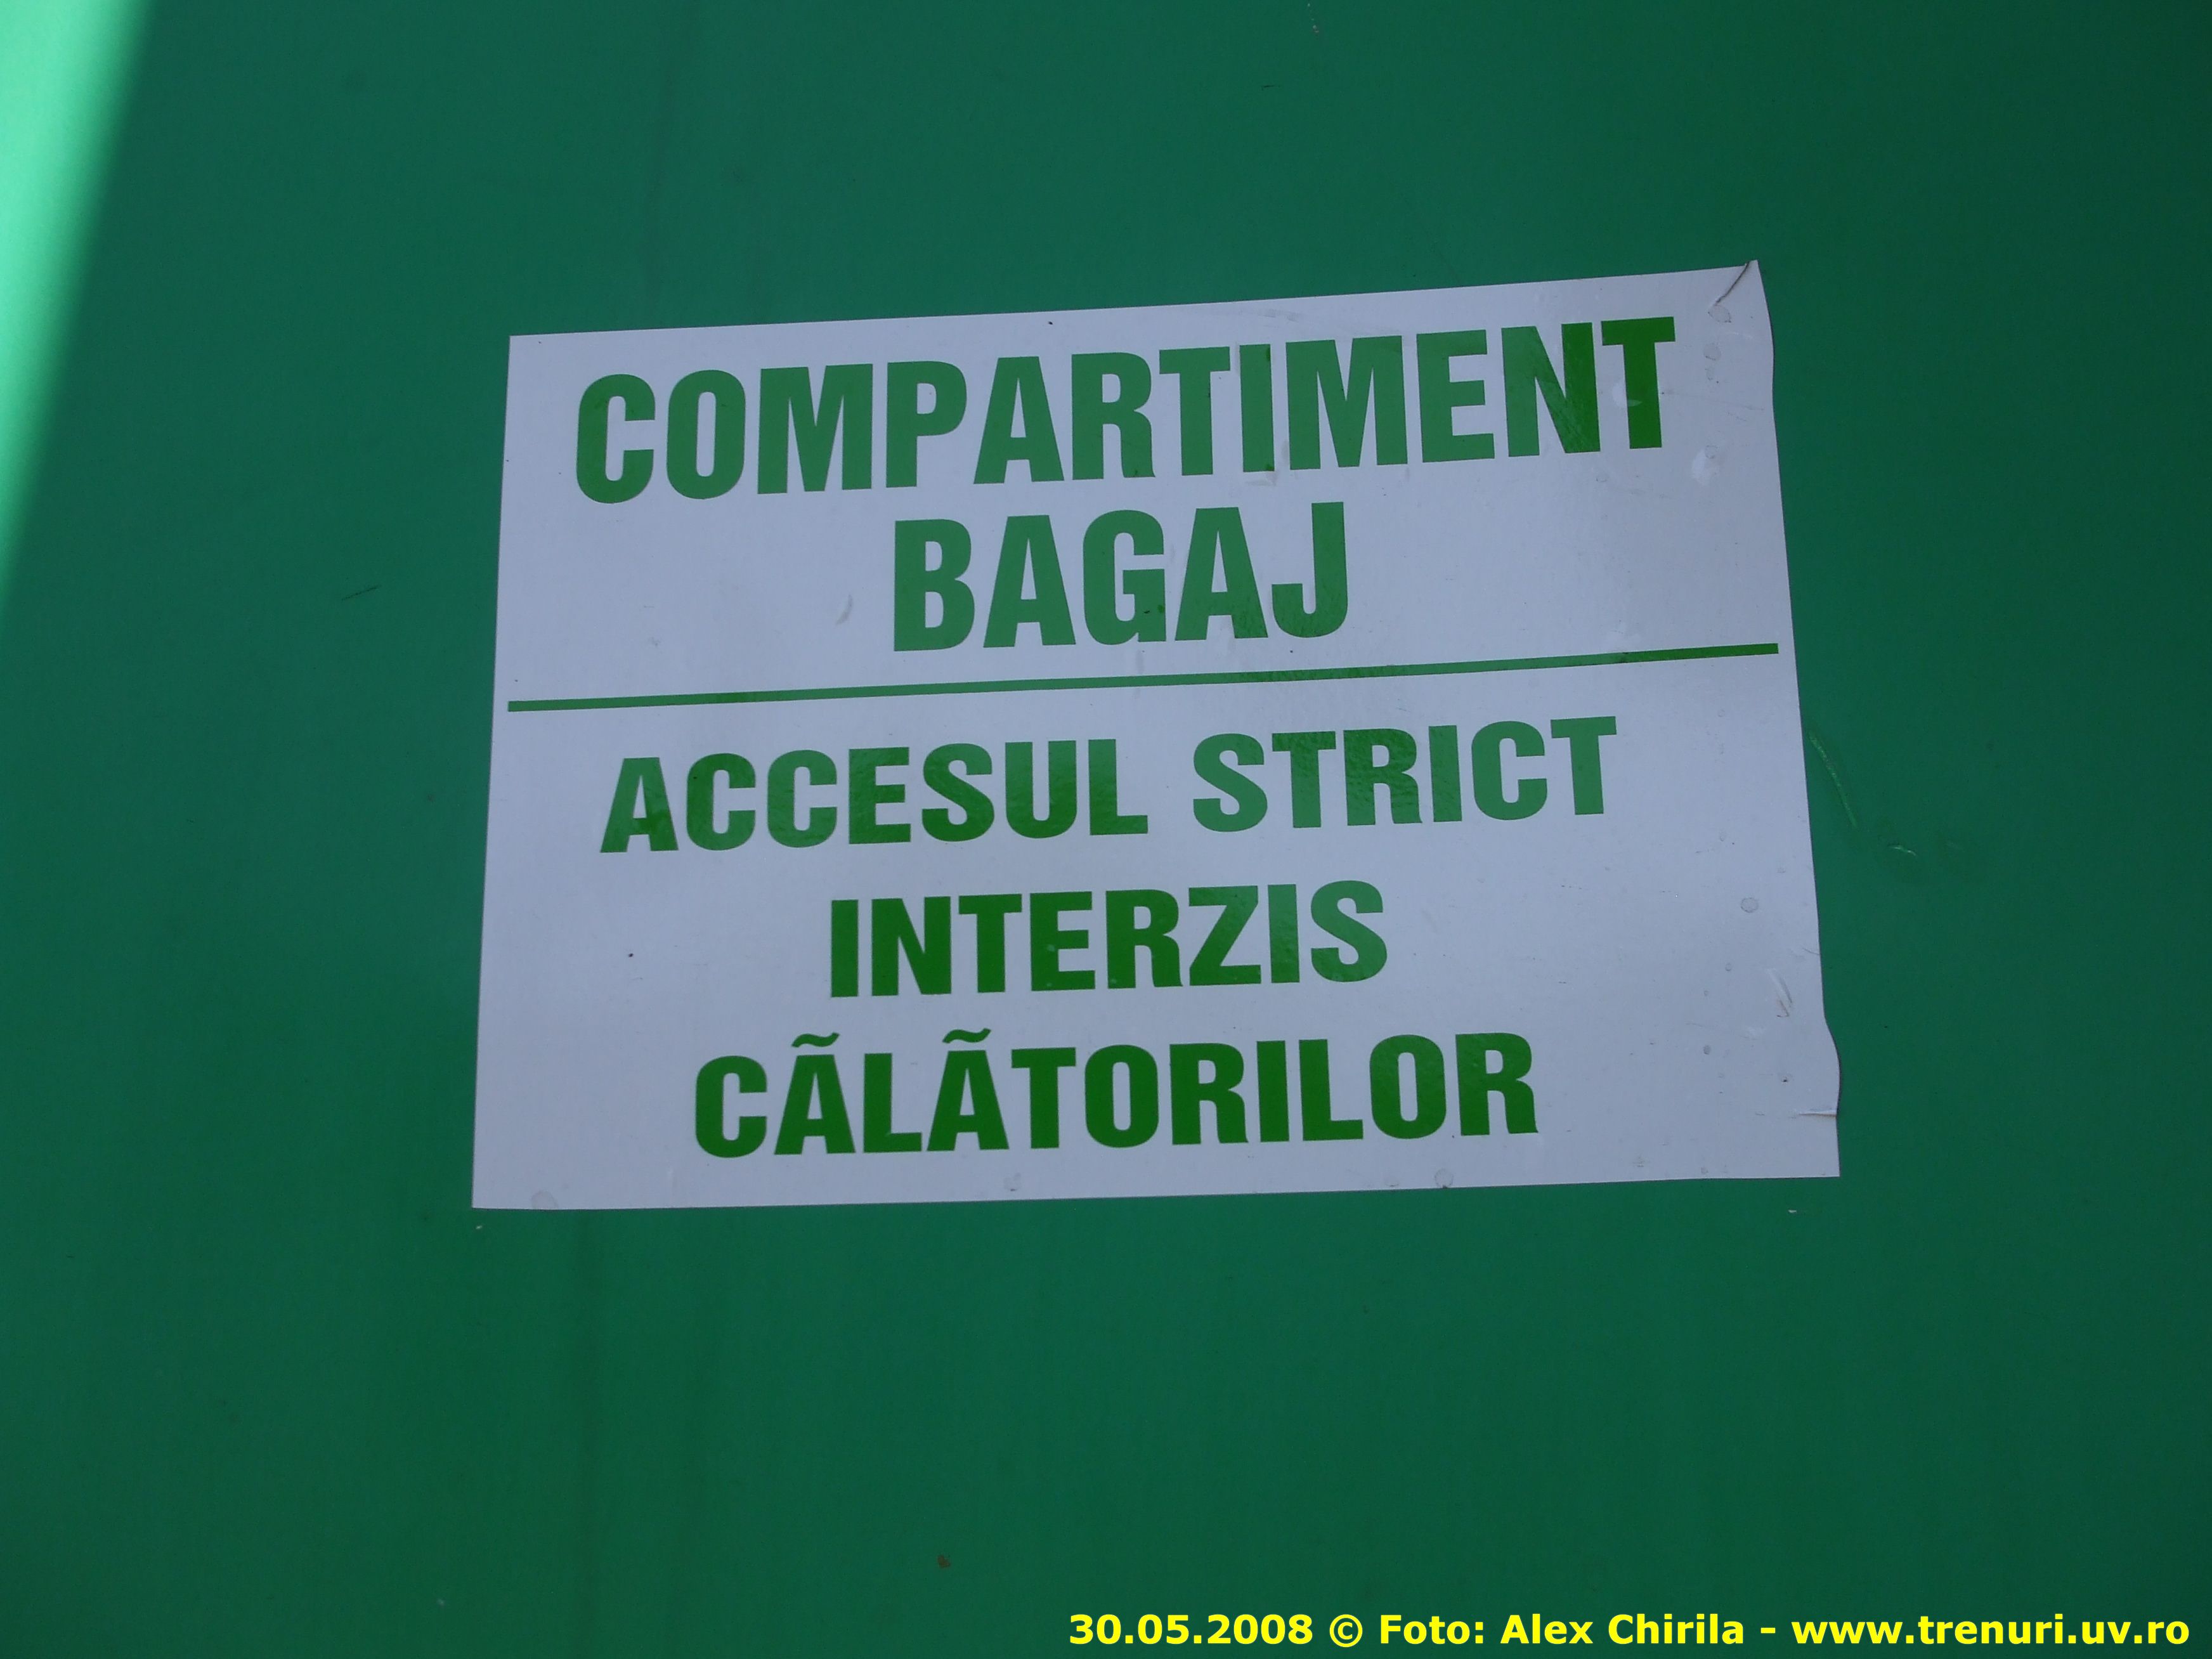 COMPARTIMENT
BAGAJ
ACCESUL STRICT
INTERZIS
CÃLÃTORILOR
30.05.2008 © Foto: Alex Chirila - www.trenuri.uv.ro